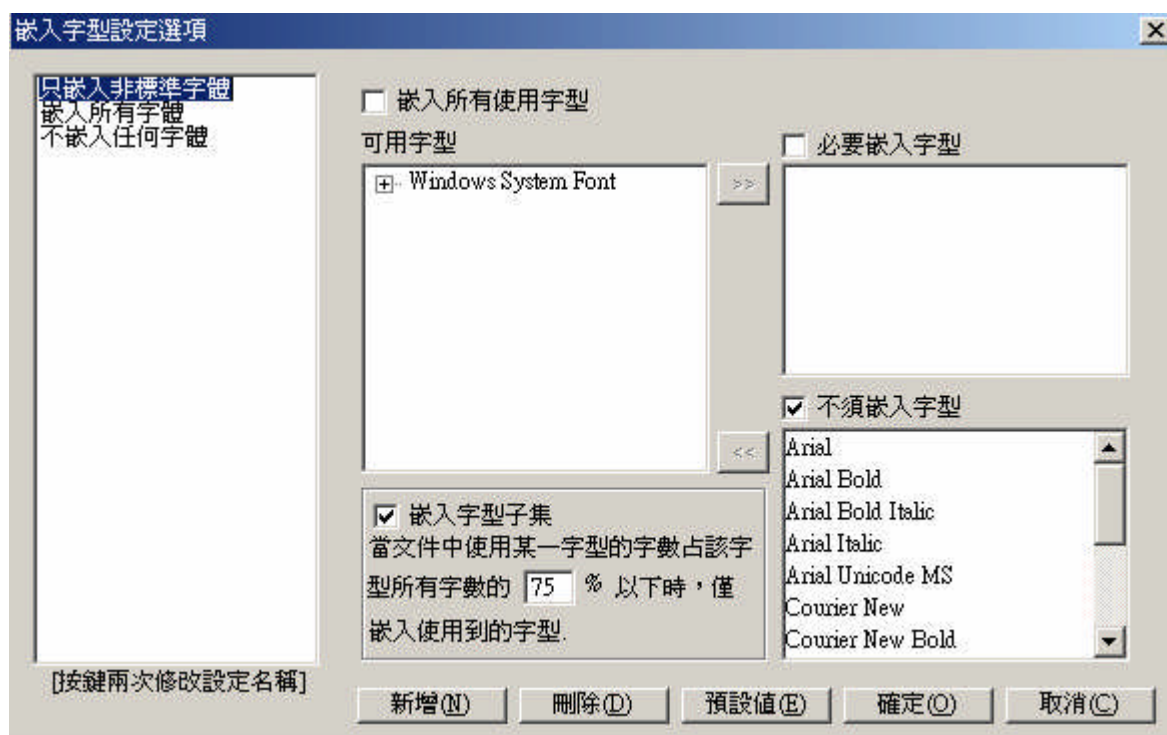 嵌入字型設定選項
只嵌入非標準字體
嵌入所有字體
不嵌入任何字體
[按鍵兩次修改設定名稱]
嵌入所有使用字型
可用字型
Windows System Font
>>
<<
必要嵌入字型
不須嵌入字型
Arial
Arial Bold
Arial Bold Italic
Arial Italic
Arial Unicode MS
Courier New
Courier New Bold
嵌入字型子集
當文件中使用某一字型的字數占該字
型所有字數的 75 % 以下時，僅
嵌入使用到的字型.
新增(N)
刪除(D)
預設值(E)
確定(O)
取消(C)